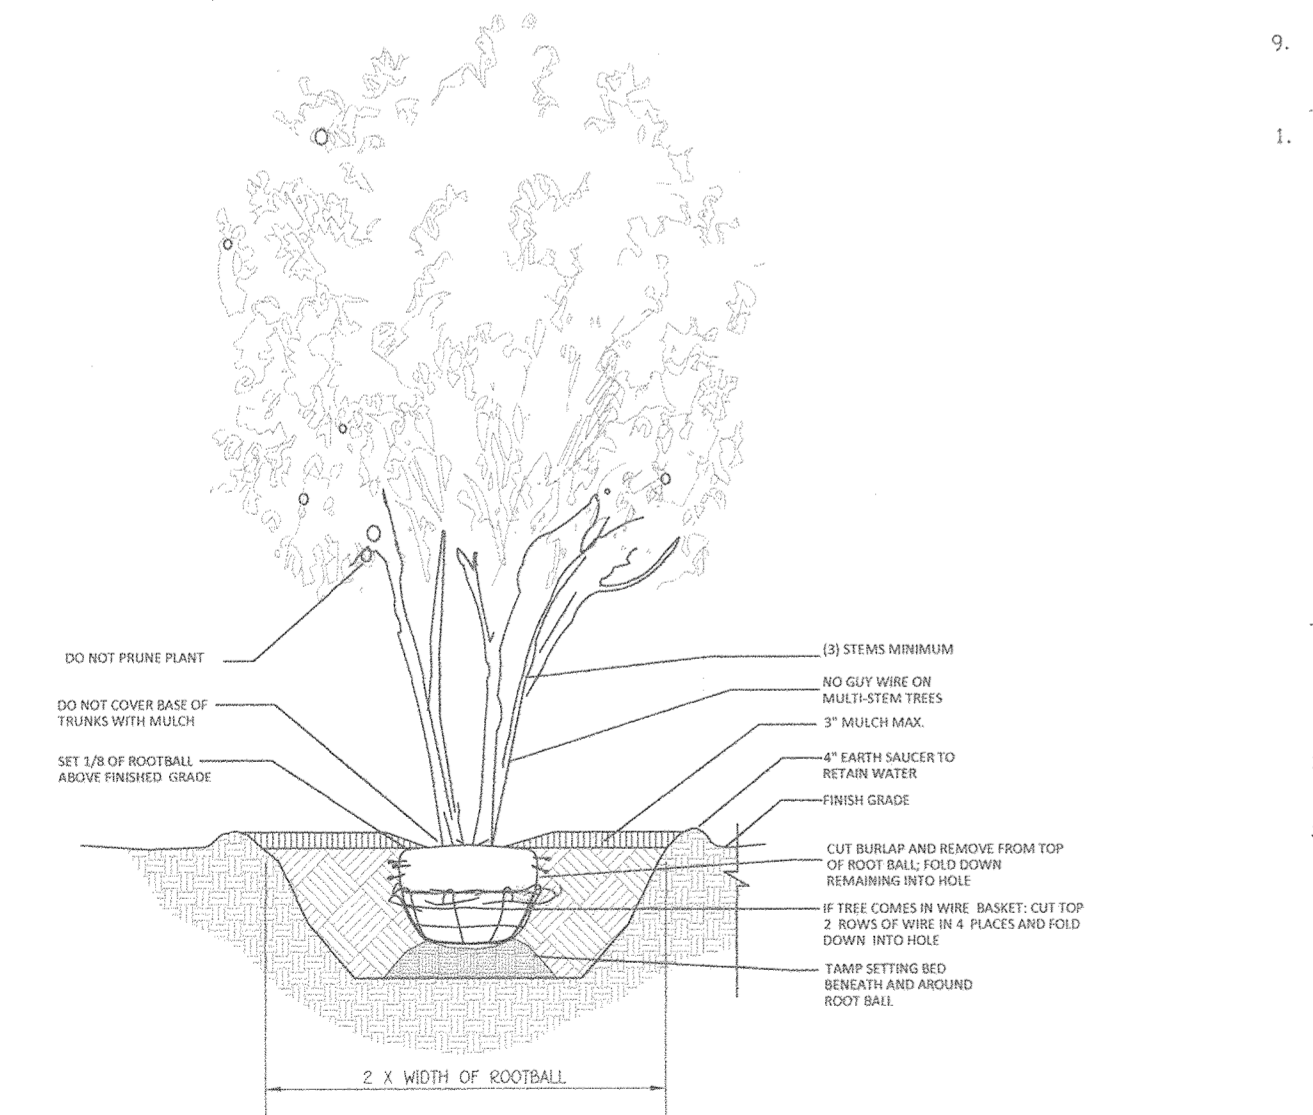 9.
1.
DO NOT PRUNE PLANT
DO NOT COVER BASE OF
TRUNKS WITH MULCH
SET 1/8 OF ROOTBALL
ABOVE FINISHED GRADE
(3) STEMS MINIMUM
NO GUY WIRE ON
MULTI-STEM TREES
3" MULCH MAX.
4" EARTH SAUCER TO
RETAIN WATER
FINISH GRADE
CUT BURLAP AND REMOVE FROM TOP
OF ROOT BALL; FOLD DOWN
REMAINING INTO HOLE
IF TREE COMES IN WIRE BASKET: CUT TOP
2 ROWS OF WIRE IN 4 PLACES AND FOLD
DOWN INTO HOLE
TAMP SETTING BED
BENEATH AND AROUND
ROOT BALL
2 X WIDTH OF ROOTBALL